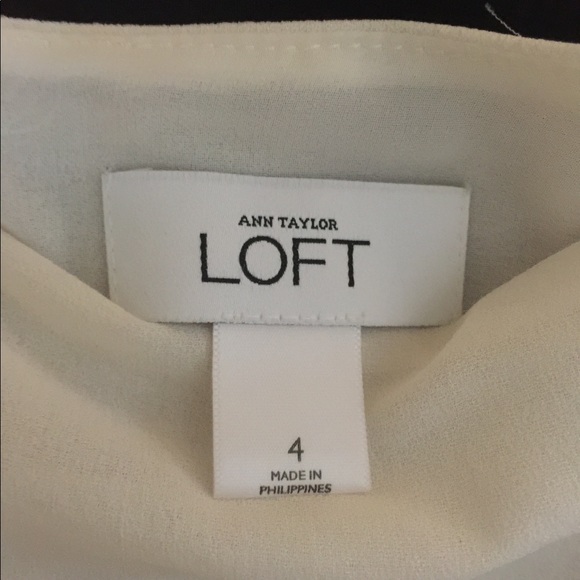 ANN TAYLOR
LOFT
4
MADE IN
PHILIPPINES